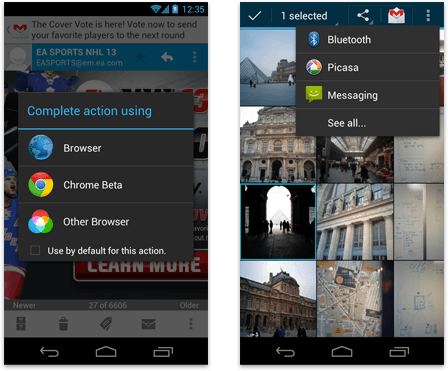 12:35
The Cover Vote is here! Vote now to send
your favorite players to the next round
EA SPORTS NHL 13
EASPORTS@em.ea.com
Complete action using
Browser
Chrome Beta
Other Browser
Use by default for this action.
LEARN MORE
Newer
27 of 6606
Older
1 selected
Bluetooth
Picasa
Messaging
See all...